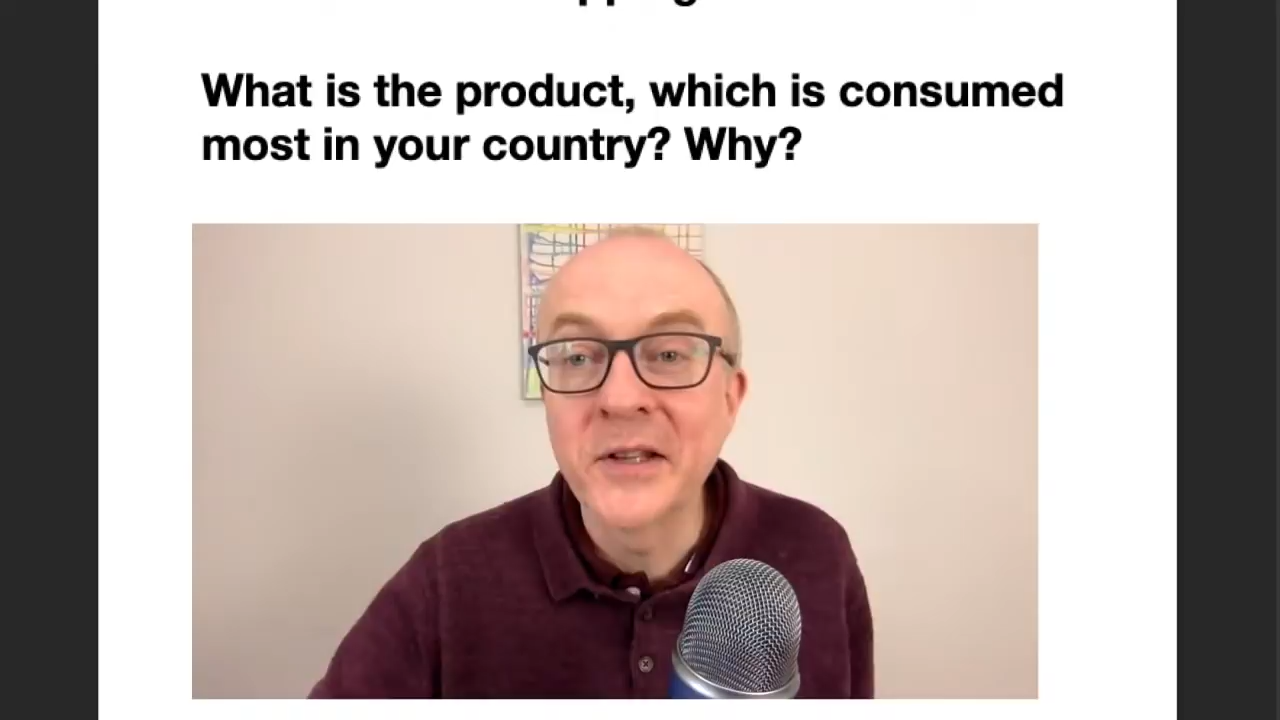 What is the product, which is consumed
most in your country? Why?